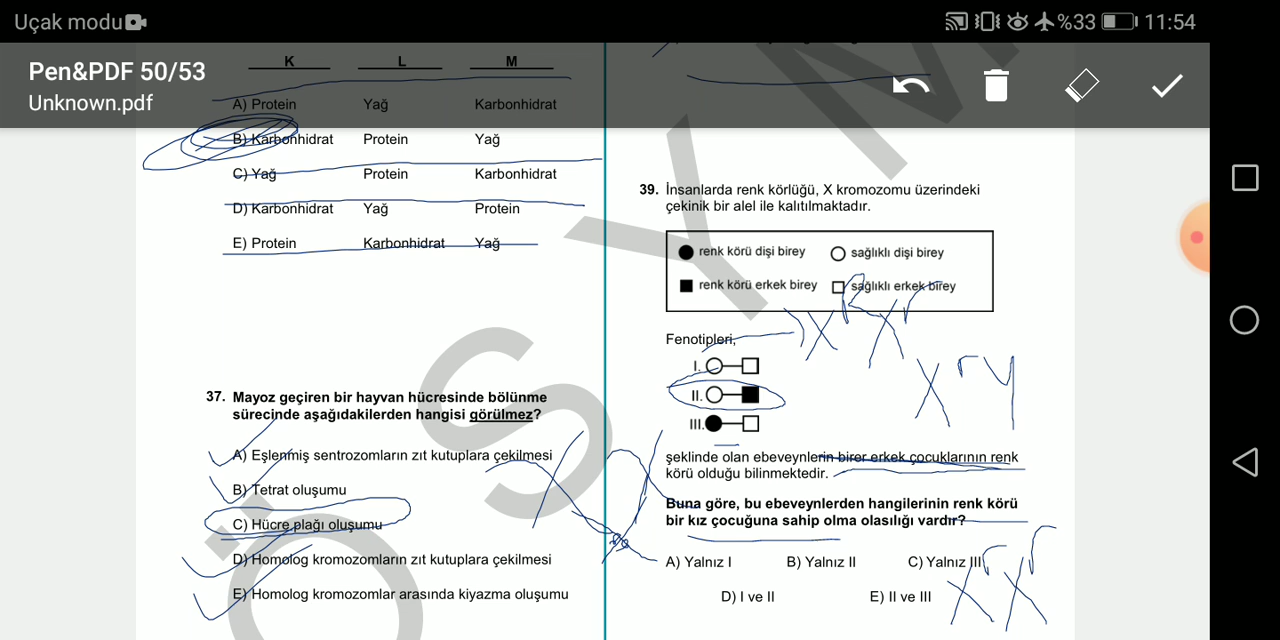 Uçak modu
%33 11:54
Pen&PDF 50/53
Unknown.pdf
K L M
A) Protein Yağ Karbonhidrat
B) Karbonhidrat Protein Yağ
C) Yağ Protein Karbonhidrat
D) Karbonhidrat Yağ Protein
E) Protein Karbonhidrat Yağ
37. Mayoz geçiren bir hayvan hücresinde bölünme
sürecinde aşağıdakilerden hangisi görülmez?
A) Eşlenmiş sentrozomların zıt kutuplara çekilmesi
B) Tetrat oluşumu
C) Hücre plağı oluşumu
D) Homolog kromozomların zıt kutuplara çekilmesi
E) Homolog kromozomlar arasında kiyazma oluşumu
39. İnsanlarda renk körlüğü, X kromozomu üzerindeki
çekinik bir alel ile kalıtılmaktadır.
renk körü dişi birey sağlıklı dişi birey
renk körü erkek birey sağlıklı erkek birey
Fenotipleri,
I.
II.
III.
şeklinde olan ebeveynlerin birer erkek çocuklarının renk
körü olduğu bilinmektedir.
Buna göre, bu ebeveynlerden hangilerinin renk körü
bir kız çocuğuna sahip olma olasılığı vardır?
A) Yalnız I B) Yalnız II C) Yalnız III
D) I ve II E) II ve III
XRXr
XrY
XrXr
ÖSYM